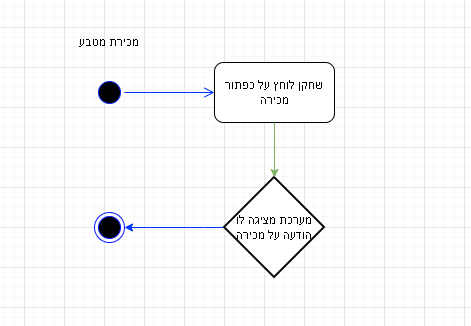 מכירת מטבע
שחקן לוחץ על כפתור
מכירה
מערכת מציגה לו
הודעה על מכירה